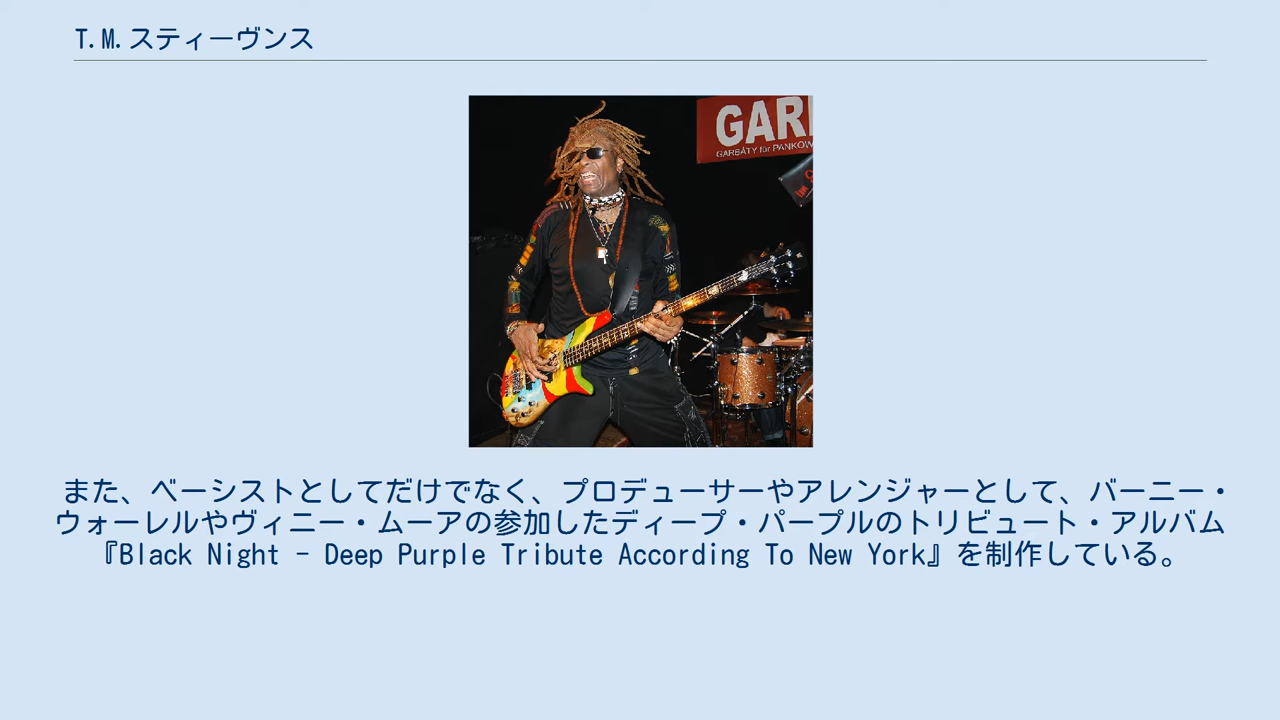 T.M.スティーヴンス
GAR
GARBÁTY für PANKOW
また、ベーシストとしてだけでなく、プロデューサーやアレンジャーとして、バーニー・
ウォーレルやヴィニー・ムーアの参加したディープ・パープルのトリビュート・アルバム
『Black Night - Deep Purple Tribute According To New York』を制作している。